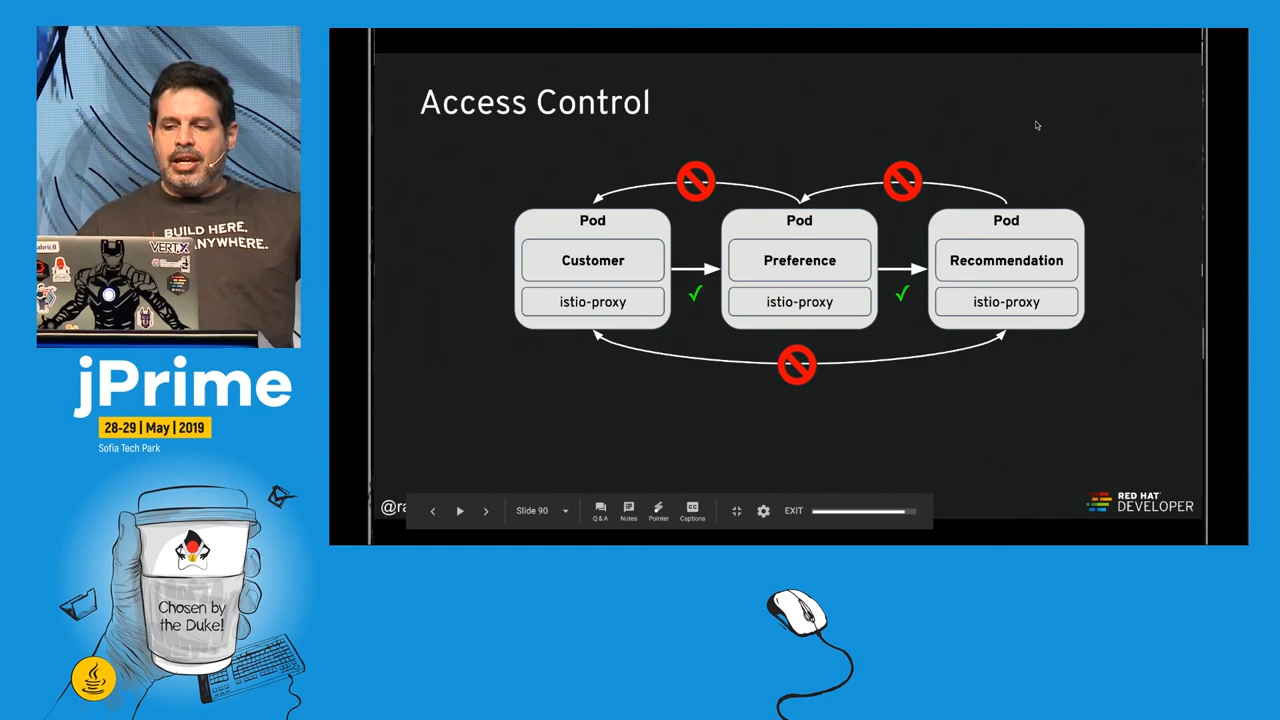 Access Control
Pod
Customer
istio-proxy
Pod
Preference
istio-proxy
Pod
Recommendation
istio-proxy
Slide 90
Q & A
Notes
Pointer
Captions
EXIT
RED HAT
DEVELOPER
BUILD HERE,
ANYWHERE.
VERT.X
jPrime
28-29 | May | 2019
Sofia Tech Park
Chosen by
the Duke!